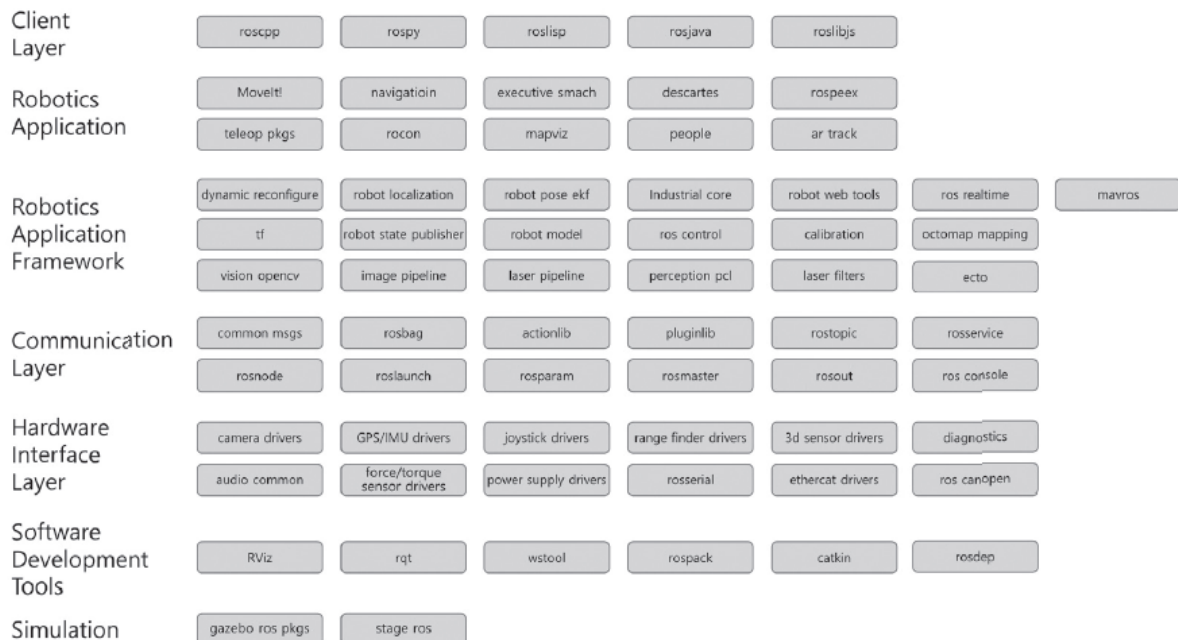 Client
Layer
roscpp rospy roslisp rosjava roslibjs
Robotics
Application
MoveIt! navigatioin executive smach descartes rospeex
teleop pkgs rocon mapviz people ar track
Robotics
Application
Framework
dynamic reconfigure robot localization robot pose ekf Industrial core robot web tools ros realtime mavros
tf robot state publisher robot model ros control calibration octomap mapping
vision opencv image pipeline laser pipeline perception pcl laser filters ecto
Communication
Layer
common msgs rosbag actionlib pluginlib rostopic rosservice
rosnode roslaunch rosparam rosmaster rosout ros console
Hardware
Interface
Layer
camera drivers GPS/IMU drivers joystick drivers range finder drivers 3d sensor drivers diagnostics
audio common force/torque sensor drivers power supply drivers rosserial ethercat drivers ros canopen
Software
Development
Tools
RViz rqt wstool rospack catkin rosdep
Simulation
gazebo ros pkgs stage ros